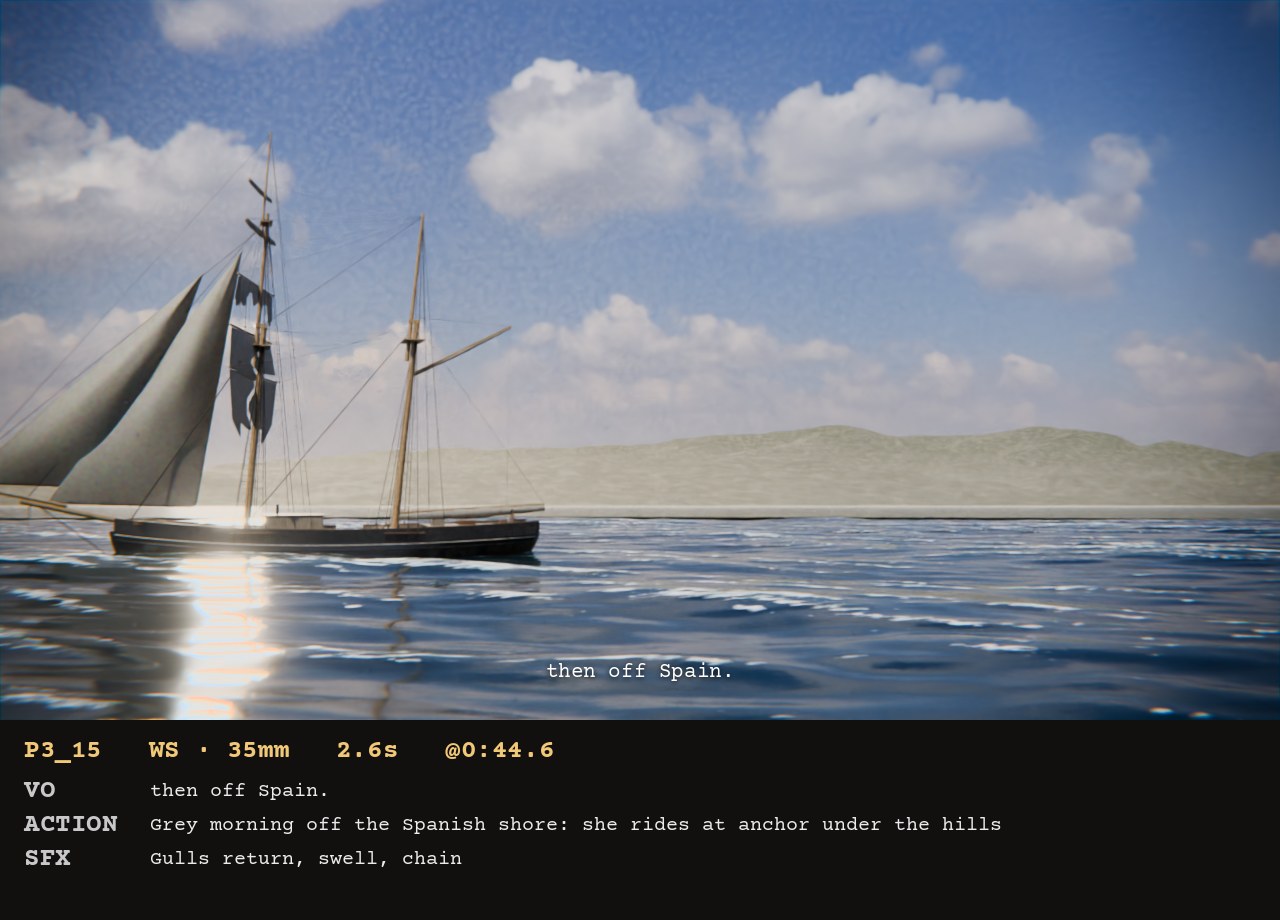 then off Spain.
P3_15 WS · 35mm 2.6s @0:44.6
VO then off Spain.
ACTION Grey morning off the Spanish shore: she rides at anchor under the hills
SFX Gulls return, swell, chain